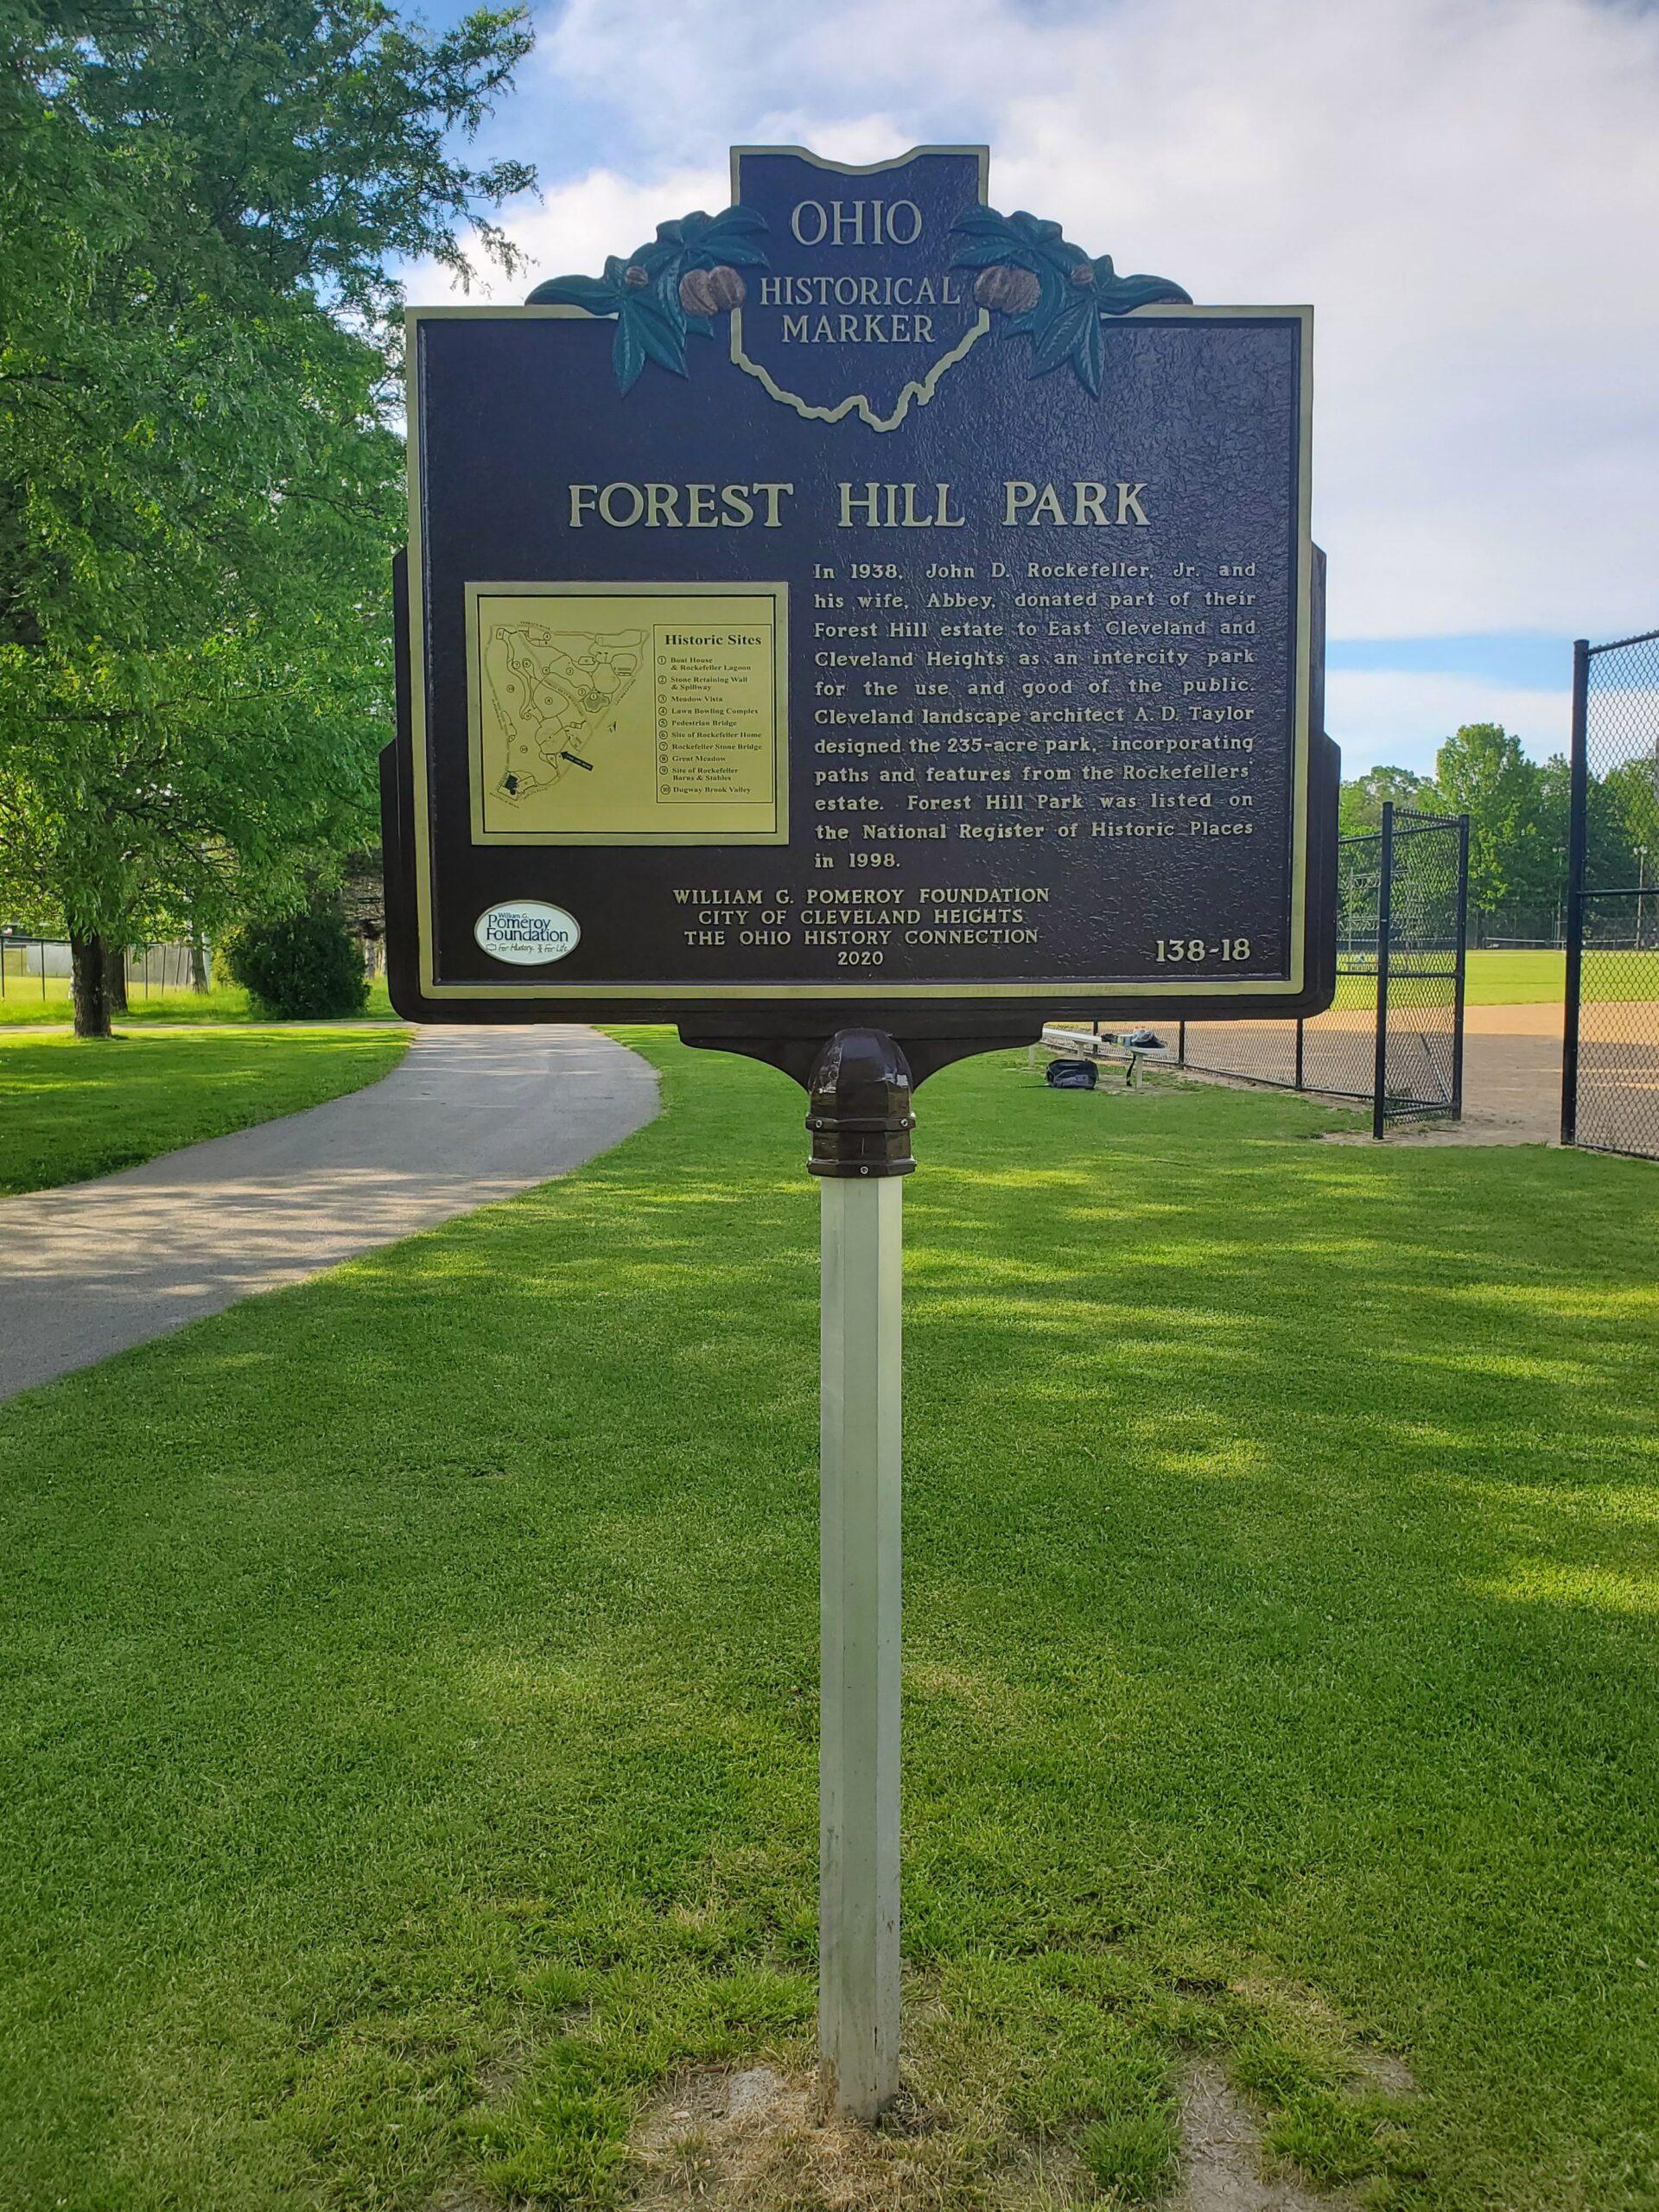 OHIO
HISTORICAL
MARKER
FOREST HILL PARK
In 1938, John D. Rockefeller, Jr. and
his wife, Abbey, donated part of their
Forest Hill estate to East Cleveland and
Cleveland Heights as an intercity park
for the use and good of the public.
Cleveland landscape architect A. D. Taylor
designed the 235-acre park, incorporating
paths and features from the Rockefellers'
estate. Forest Hill Park was listed on
the National Register of Historic Places
in 1998.
Historic Sites
1 Boat House
& Rockefeller Lagoon
2 Stone Retaining Wall
& Spillway
3 Meadow Vista
4 Lawn Bowling Complex
5 Pedestrian Bridge
6 Site of Rockefeller Home
7 Rockefeller Stone Bridge
8 Great Meadow
9 Site of Rockefeller
Barns & Stables
10 Dugway Brook Valley
William G.
Pomeroy
Foundation
For History. For Life.
WILLIAM G. POMEROY FOUNDATION
CITY OF CLEVELAND HEIGHTS
THE OHIO HISTORY CONNECTION
2020
138-18